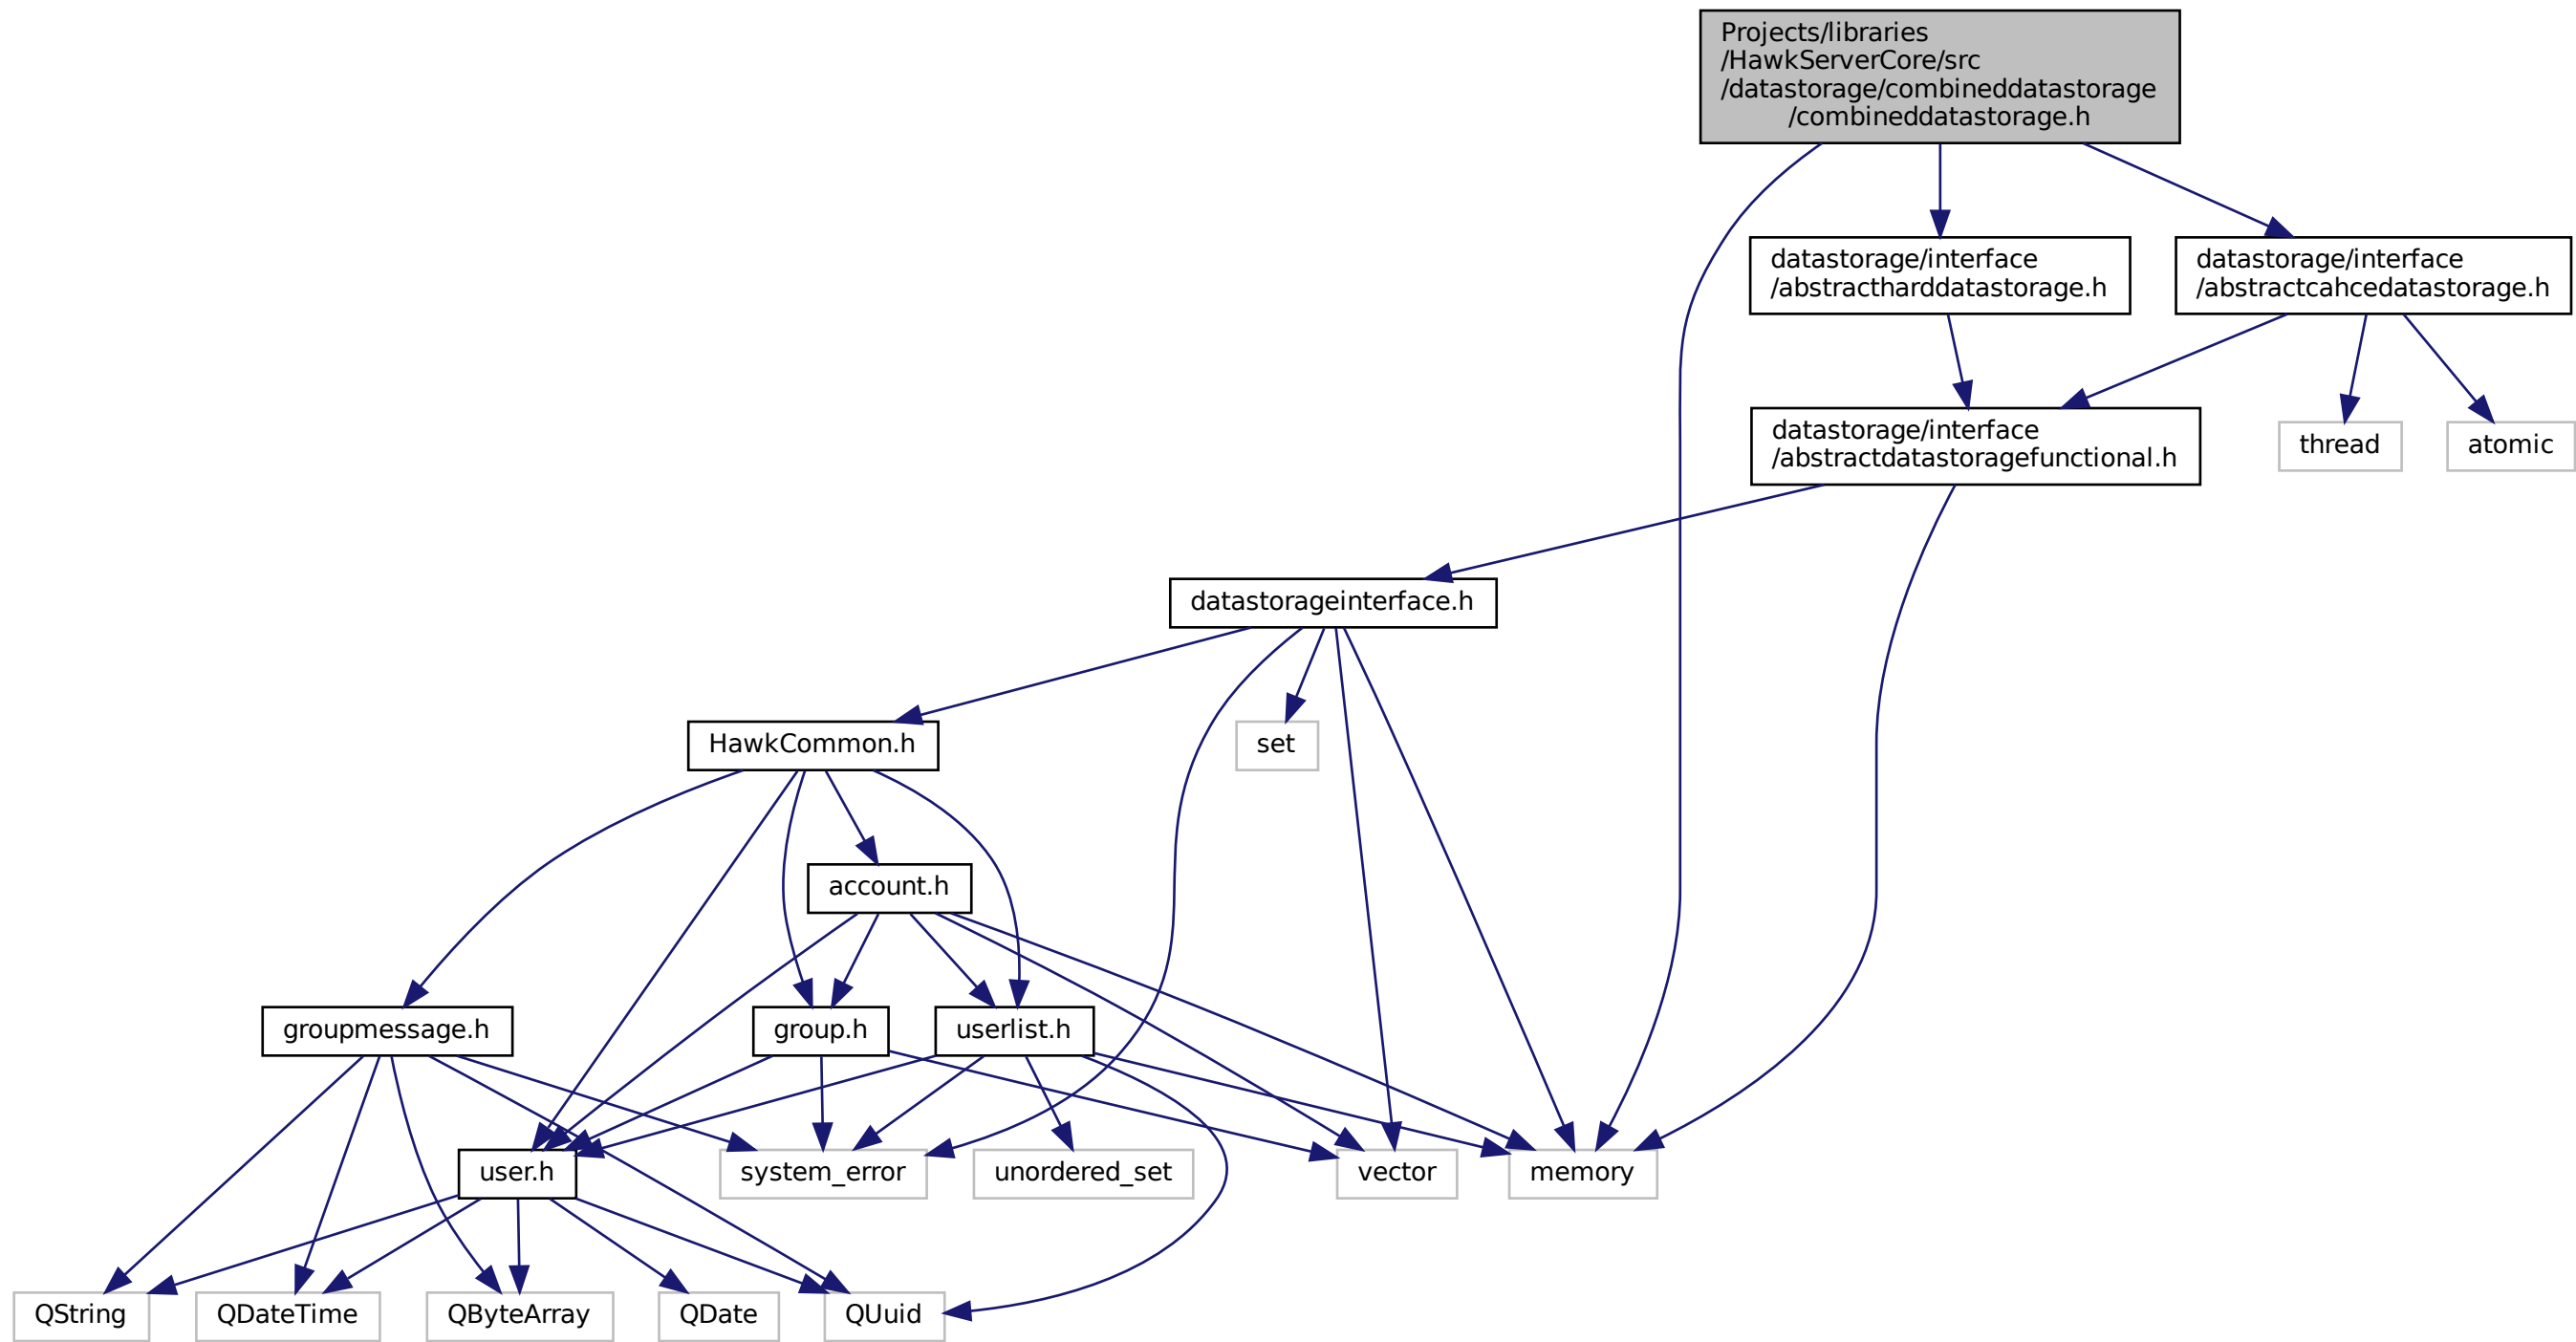 Projects/libraries
/HawkServerCore/src
/datastorage/combineddatastorage
/combineddatastorage.h
datastorage/interface
/abstractharddatastorage.h
datastorage/interface
/abstractcahcedatastorage.h
datastorage/interface
/abstractdatastoragefunctional.h
thread
atomic
datastorageinterface.h
HawkCommon.h
set
account.h
groupmessage.h
group.h
userlist.h
user.h
system_error
unordered_set
vector
memory
QString
QDateTime
QByteArray
QDate
QUuid